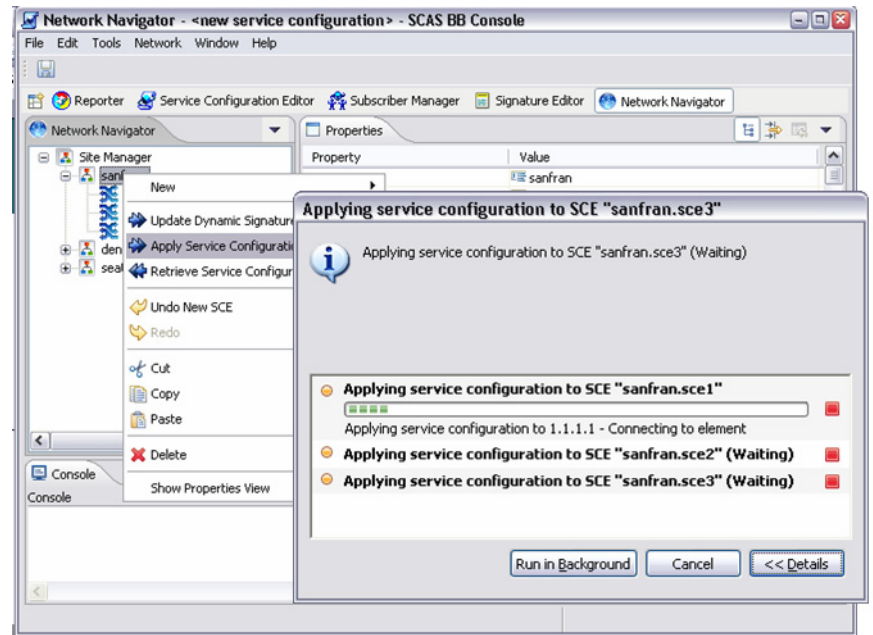 Network Navigator - <new service configuration> - SCAS BB Console
File Edit Tools Network Window Help
Reporter Service Configuration Editor Subscriber Manager Signature Editor Network Navigator
Network Navigator
Properties
Site Manager
Property Value
sanfran
New
Update Dynamic Signature
Apply Service Configurati
Retrieve Service Configur
Undo New SCE
Redo
Cut
Copy
Paste
Delete
Show Properties View
den
seat
Console
Console
Applying service configuration to SCE "sanfran.sce3"
Applying service configuration to SCE "sanfran.sce3" (Waiting)
Applying service configuration to SCE "sanfran.sce1"
Applying service configuration to 1.1.1.1 - Connecting to element
Applying service configuration to SCE "sanfran.sce2" (Waiting)
Applying service configuration to SCE "sanfran.sce3" (Waiting)
Run in Background Cancel << Details